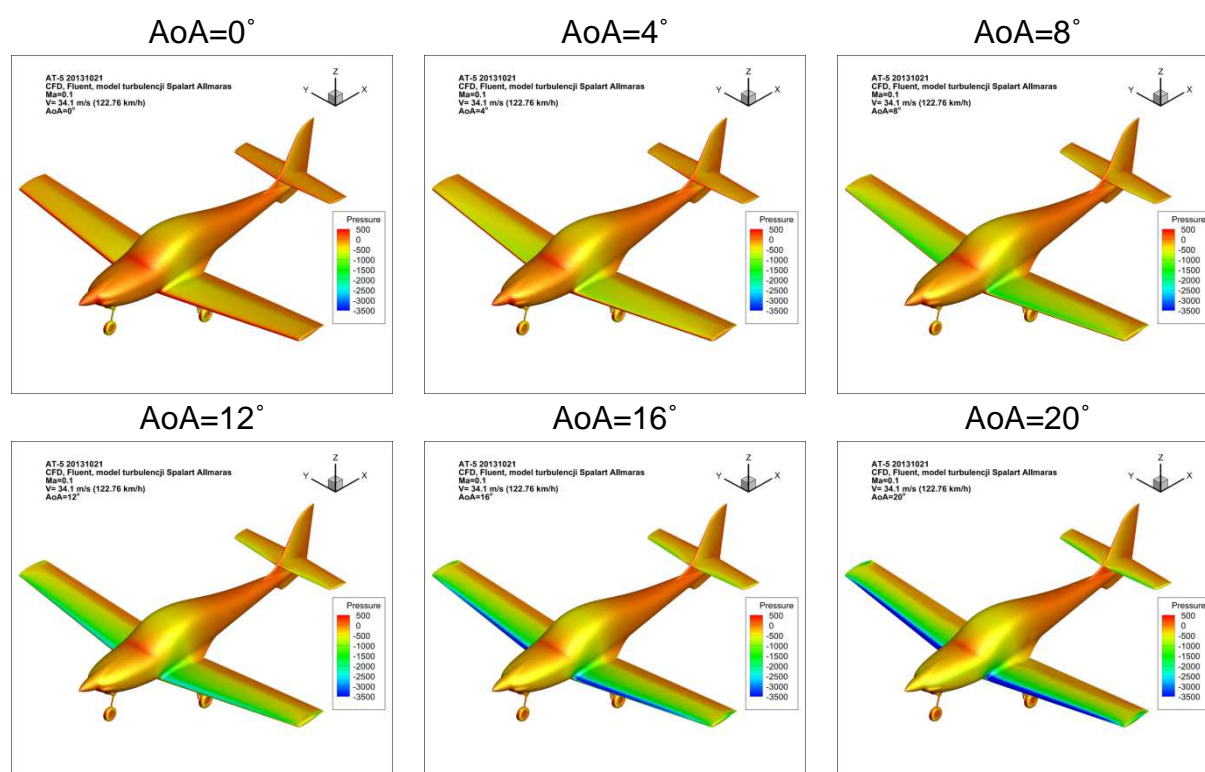 AoA=0°
AT-5 20131021
CFD, Fluent, model turbulencji Spalart Allmaras
Ma=0.1
V= 34.1 m/s (122.76 km/h)
AoA=0°
Z
Y
X
Pressure
500
0
-500
-1000
-1500
-2000
-2500
-3000
-3500
AoA=4°
AT-5 20131021
CFD, Fluent, model turbulencji Spalart Allmaras
Ma=0.1
V= 34.1 m/s (122.76 km/h)
AoA=4°
Z
Y
X
Pressure
500
0
-500
-1000
-1500
-2000
-2500
-3000
-3500
AoA=8°
AT-5 20131021
CFD, Fluent, model turbulencji Spalart Allmaras
Ma=0.1
V= 34.1 m/s (122.76 km/h)
AoA=8°
Z
Y
X
Pressure
500
0
-500
-1000
-1500
-2000
-2500
-3000
-3500
AoA=12°
AT-5 20131021
CFD, Fluent, model turbulencji Spalart Allmaras
Ma=0.1
V= 34.1 m/s (122.76 km/h)
AoA=12°
Z
Y
X
Pressure
500
0
-500
-1000
-1500
-2000
-2500
-3000
-3500
AoA=16°
AT-5 20131021
CFD, Fluent, model turbulencji Spalart Allmaras
Ma=0.1
V= 34.1 m/s (122.76 km/h)
AoA=16°
Z
Y
X
Pressure
500
0
-500
-1000
-1500
-2000
-2500
-3000
-3500
AoA=20°
AT-5 20131021
CFD, Fluent, model turbulencji Spalart Allmaras
Ma=0.1
V= 34.1 m/s (122.76 km/h)
AoA=20°
Z
Y
X
Pressure
500
0
-500
-1000
-1500
-2000
-2500
-3000
-3500